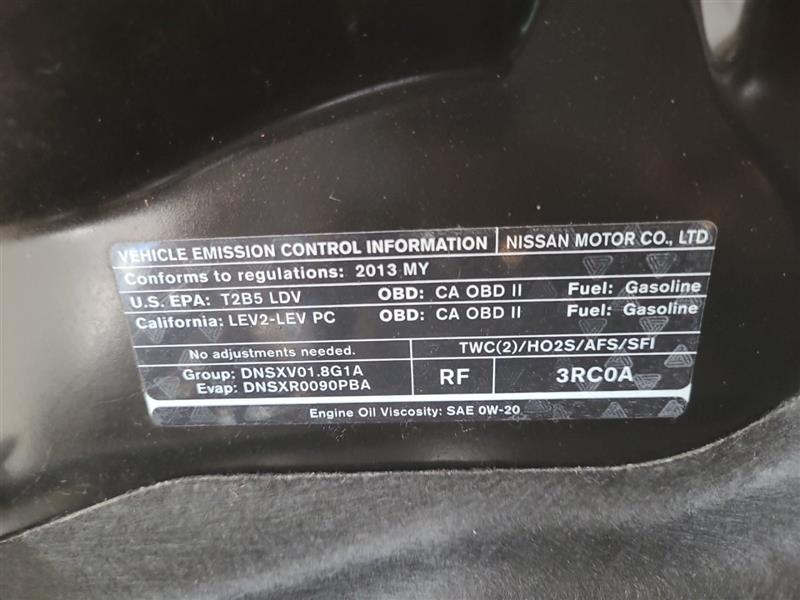 VEHICLE EMISSION CONTROL INFORMATION NISSAN MOTOR CO., LTD
Conforms to regulations: 2013 MY
U.S. EPA: T2B5 LDV OBD: CA OBD II Fuel: Gasoline
California: LEV2-LEV PC OBD: CA OBD II Fuel: Gasoline
No adjustments needed. TWC(2)/HO2S/AFS/SFI
Group: DNSXV01.8G1A
Evap: DNSXR0090PBA RF 3RC0A
Engine Oil Viscosity: SAE 0W-20